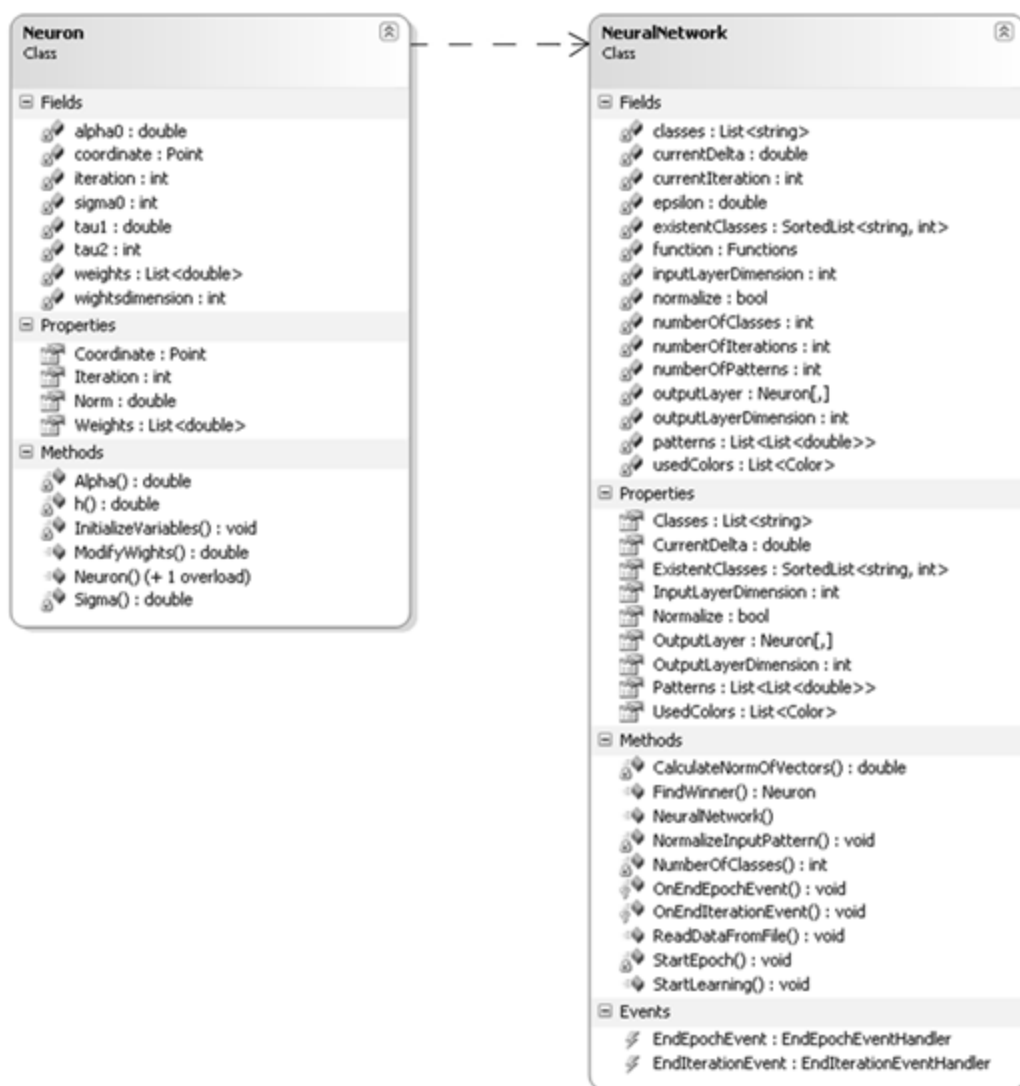 Neuron
Class
Fields
alpha0 : double
coordinate : Point
iteration : int
sigma0 : int
tau1 : double
tau2 : int
weights : List<double>
wightsdimension : int
Properties
Coordinate : Point
Iteration : int
Norm : double
Weights : List<double>
Methods
Alpha() : double
h() : double
InitializeVariables() : void
ModifyWights() : double
Neuron() (+ 1 overload)
Sigma() : double
NeuralNetwork
Class
Fields
classes : List<string>
currentDelta : double
currentIteration : int
epsilon : double
existentClasses : SortedList<string, int>
function : Functions
inputLayerDimension : int
normalize : bool
numberOfClasses : int
numberOfIterations : int
numberOfPatterns : int
outputLayer : Neuron[,]
outputLayerDimension : int
patterns : List<List<double>>
usedColors : List<Color>
Properties
Classes : List<string>
CurrentDelta : double
ExistentClasses : SortedList<string, int>
InputLayerDimension : int
Normalize : bool
OutputLayer : Neuron[,]
OutputLayerDimension : int
Patterns : List<List<double>>
UsedColors : List<Color>
Methods
CalculateNormOfVectors() : double
FindWinner() : Neuron
NeuralNetwork()
NormalizeInputPattern() : void
NumberOfClasses() : int
OnEndEpochEvent() : void
OnEndIterationEvent() : void
ReadDataFromFile() : void
StartEpoch() : void
StartLearning() : void
Events
EndEpochEvent : EndEpochEventHandler
EndIterationEvent : EndIterationEventHandler